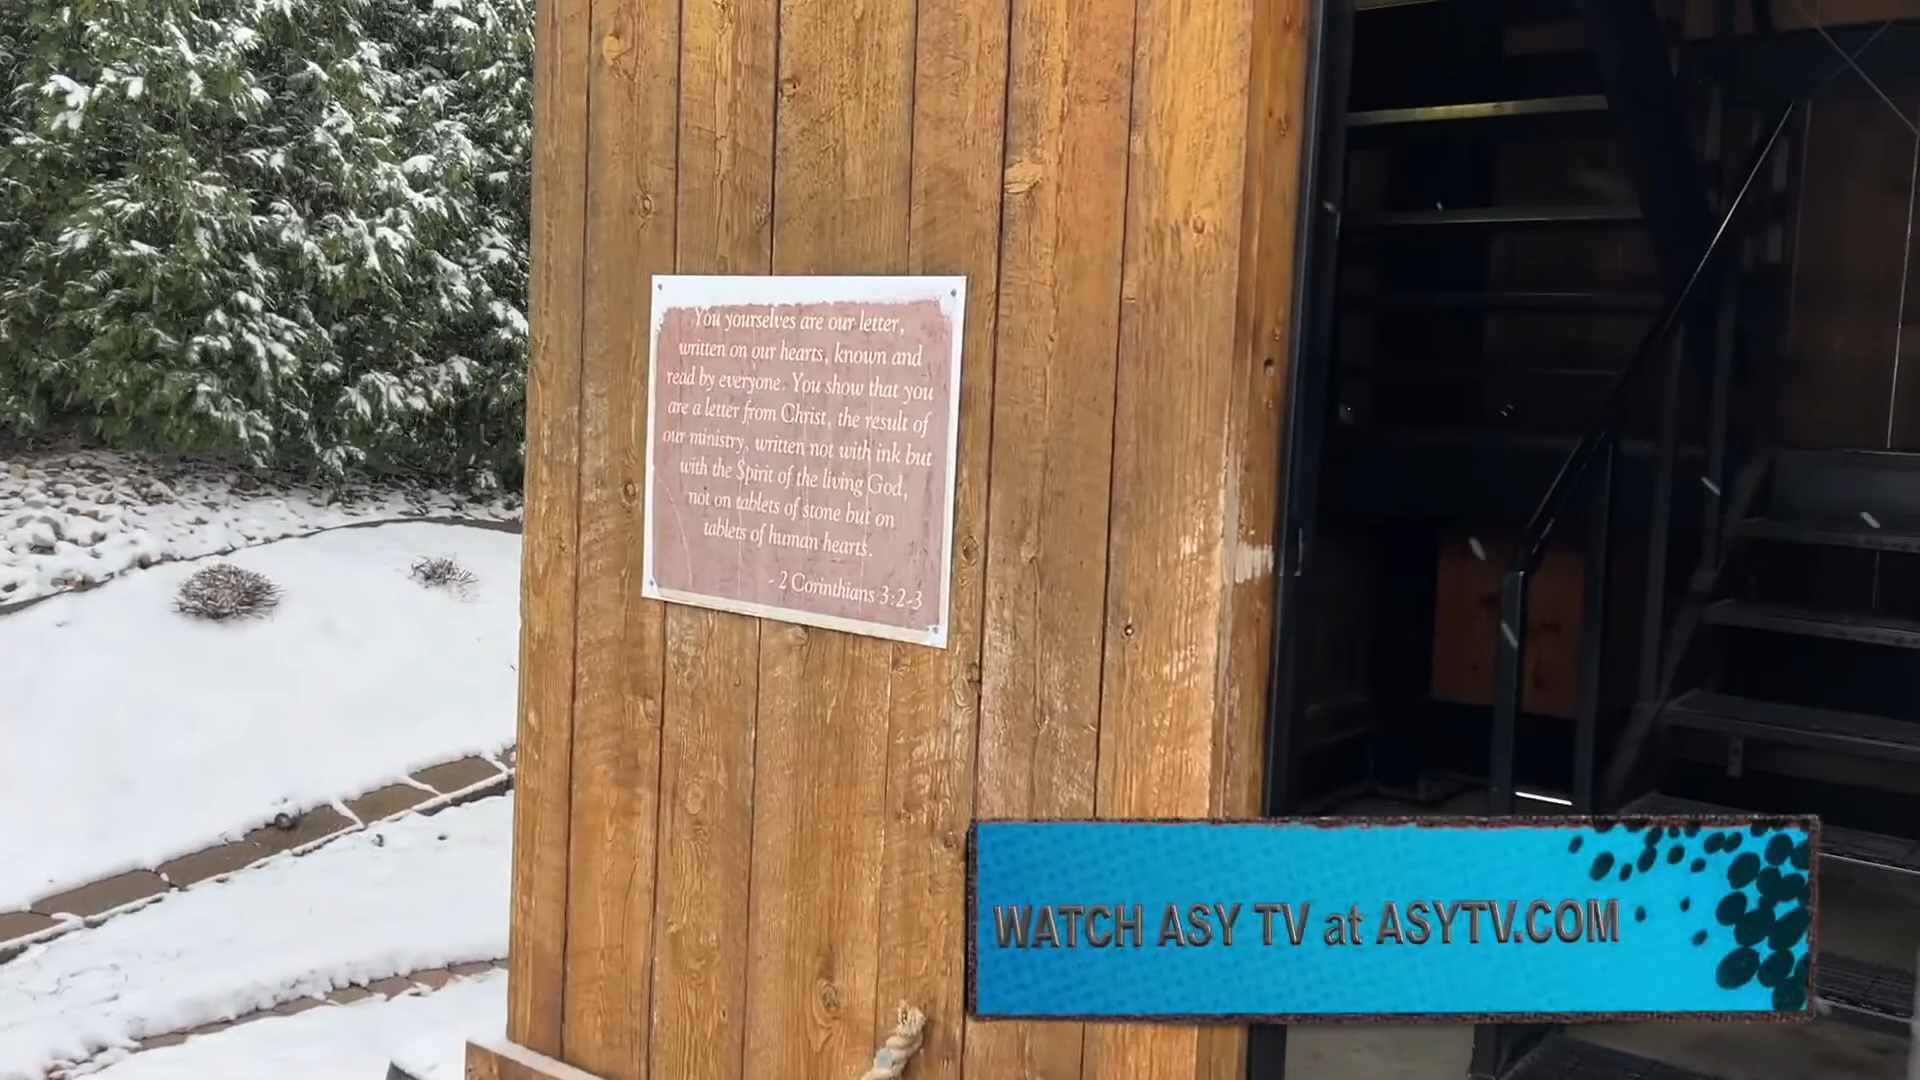 You yourselves are our letter,
written on our hearts, known and
read by everyone. You show that you
are a letter from Christ, the result of
our ministry, written not with ink but
with the Spirit of the living God,
not on tablets of stone but on
tablets of human hearts.
- 2 Corinthians 3:2-3
WATCH ASY TV at ASYTV.COM